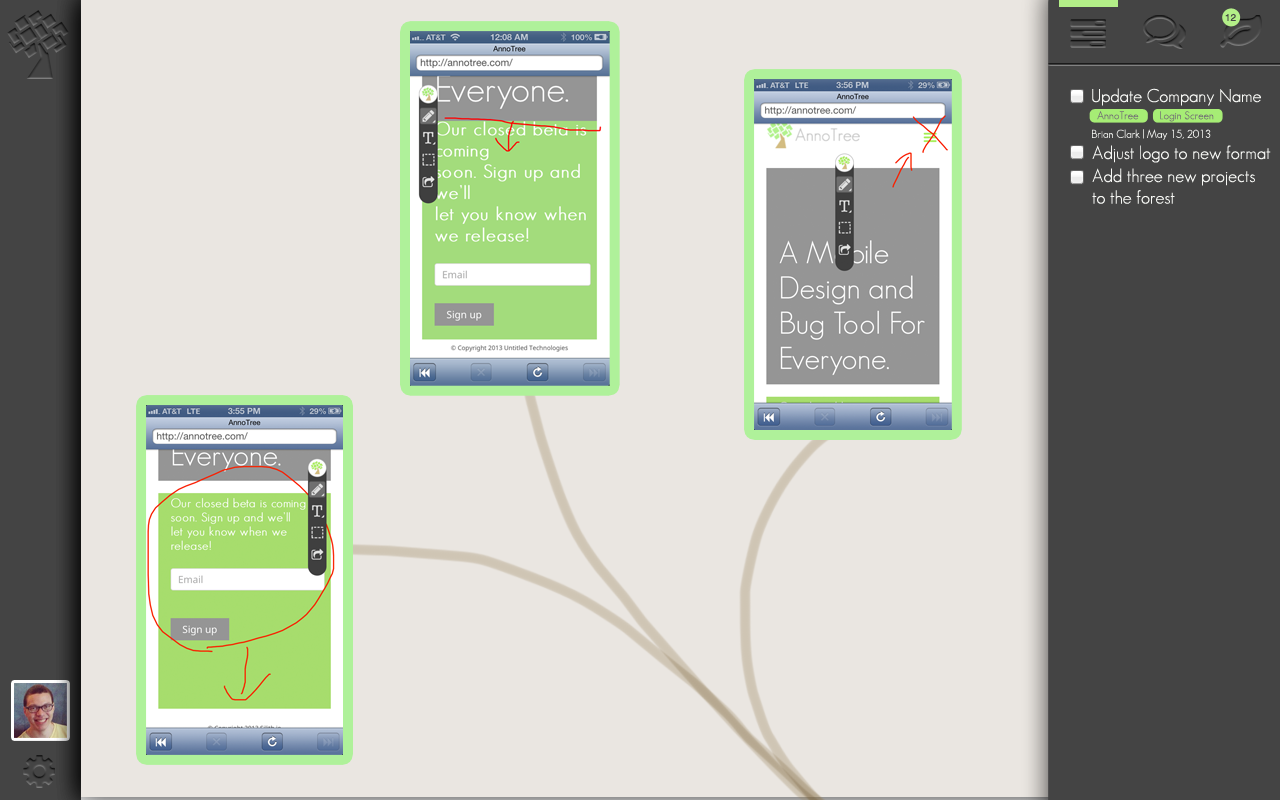 AT&T 12:08 AM 100%
AnnoTree
http://annotree.com/
Everyone.
Our closed beta is
coming
soon. Sign up and
we'll
let you know when
we release!
Email
Sign up
© Copyright 2013 Untitled Technologies
AT&T LTE 3:56 PM 29%
AnnoTree
http://annotree.com/
AnnoTree
T
A Mobile
Design and
Bug Tool For
Everyone.
AT&T LTE 3:55 PM 29%
AnnoTree
http://annotree.com/
Everyone.
Our closed beta is coming
soon. Sign up and we'll
let you know when we
release!
T
Email
Sign up
12
Update Company Name
AnnoTree Login Screen
Brian Clark | May 15, 2013
Adjust logo to new format
Add three new projects
to the forest